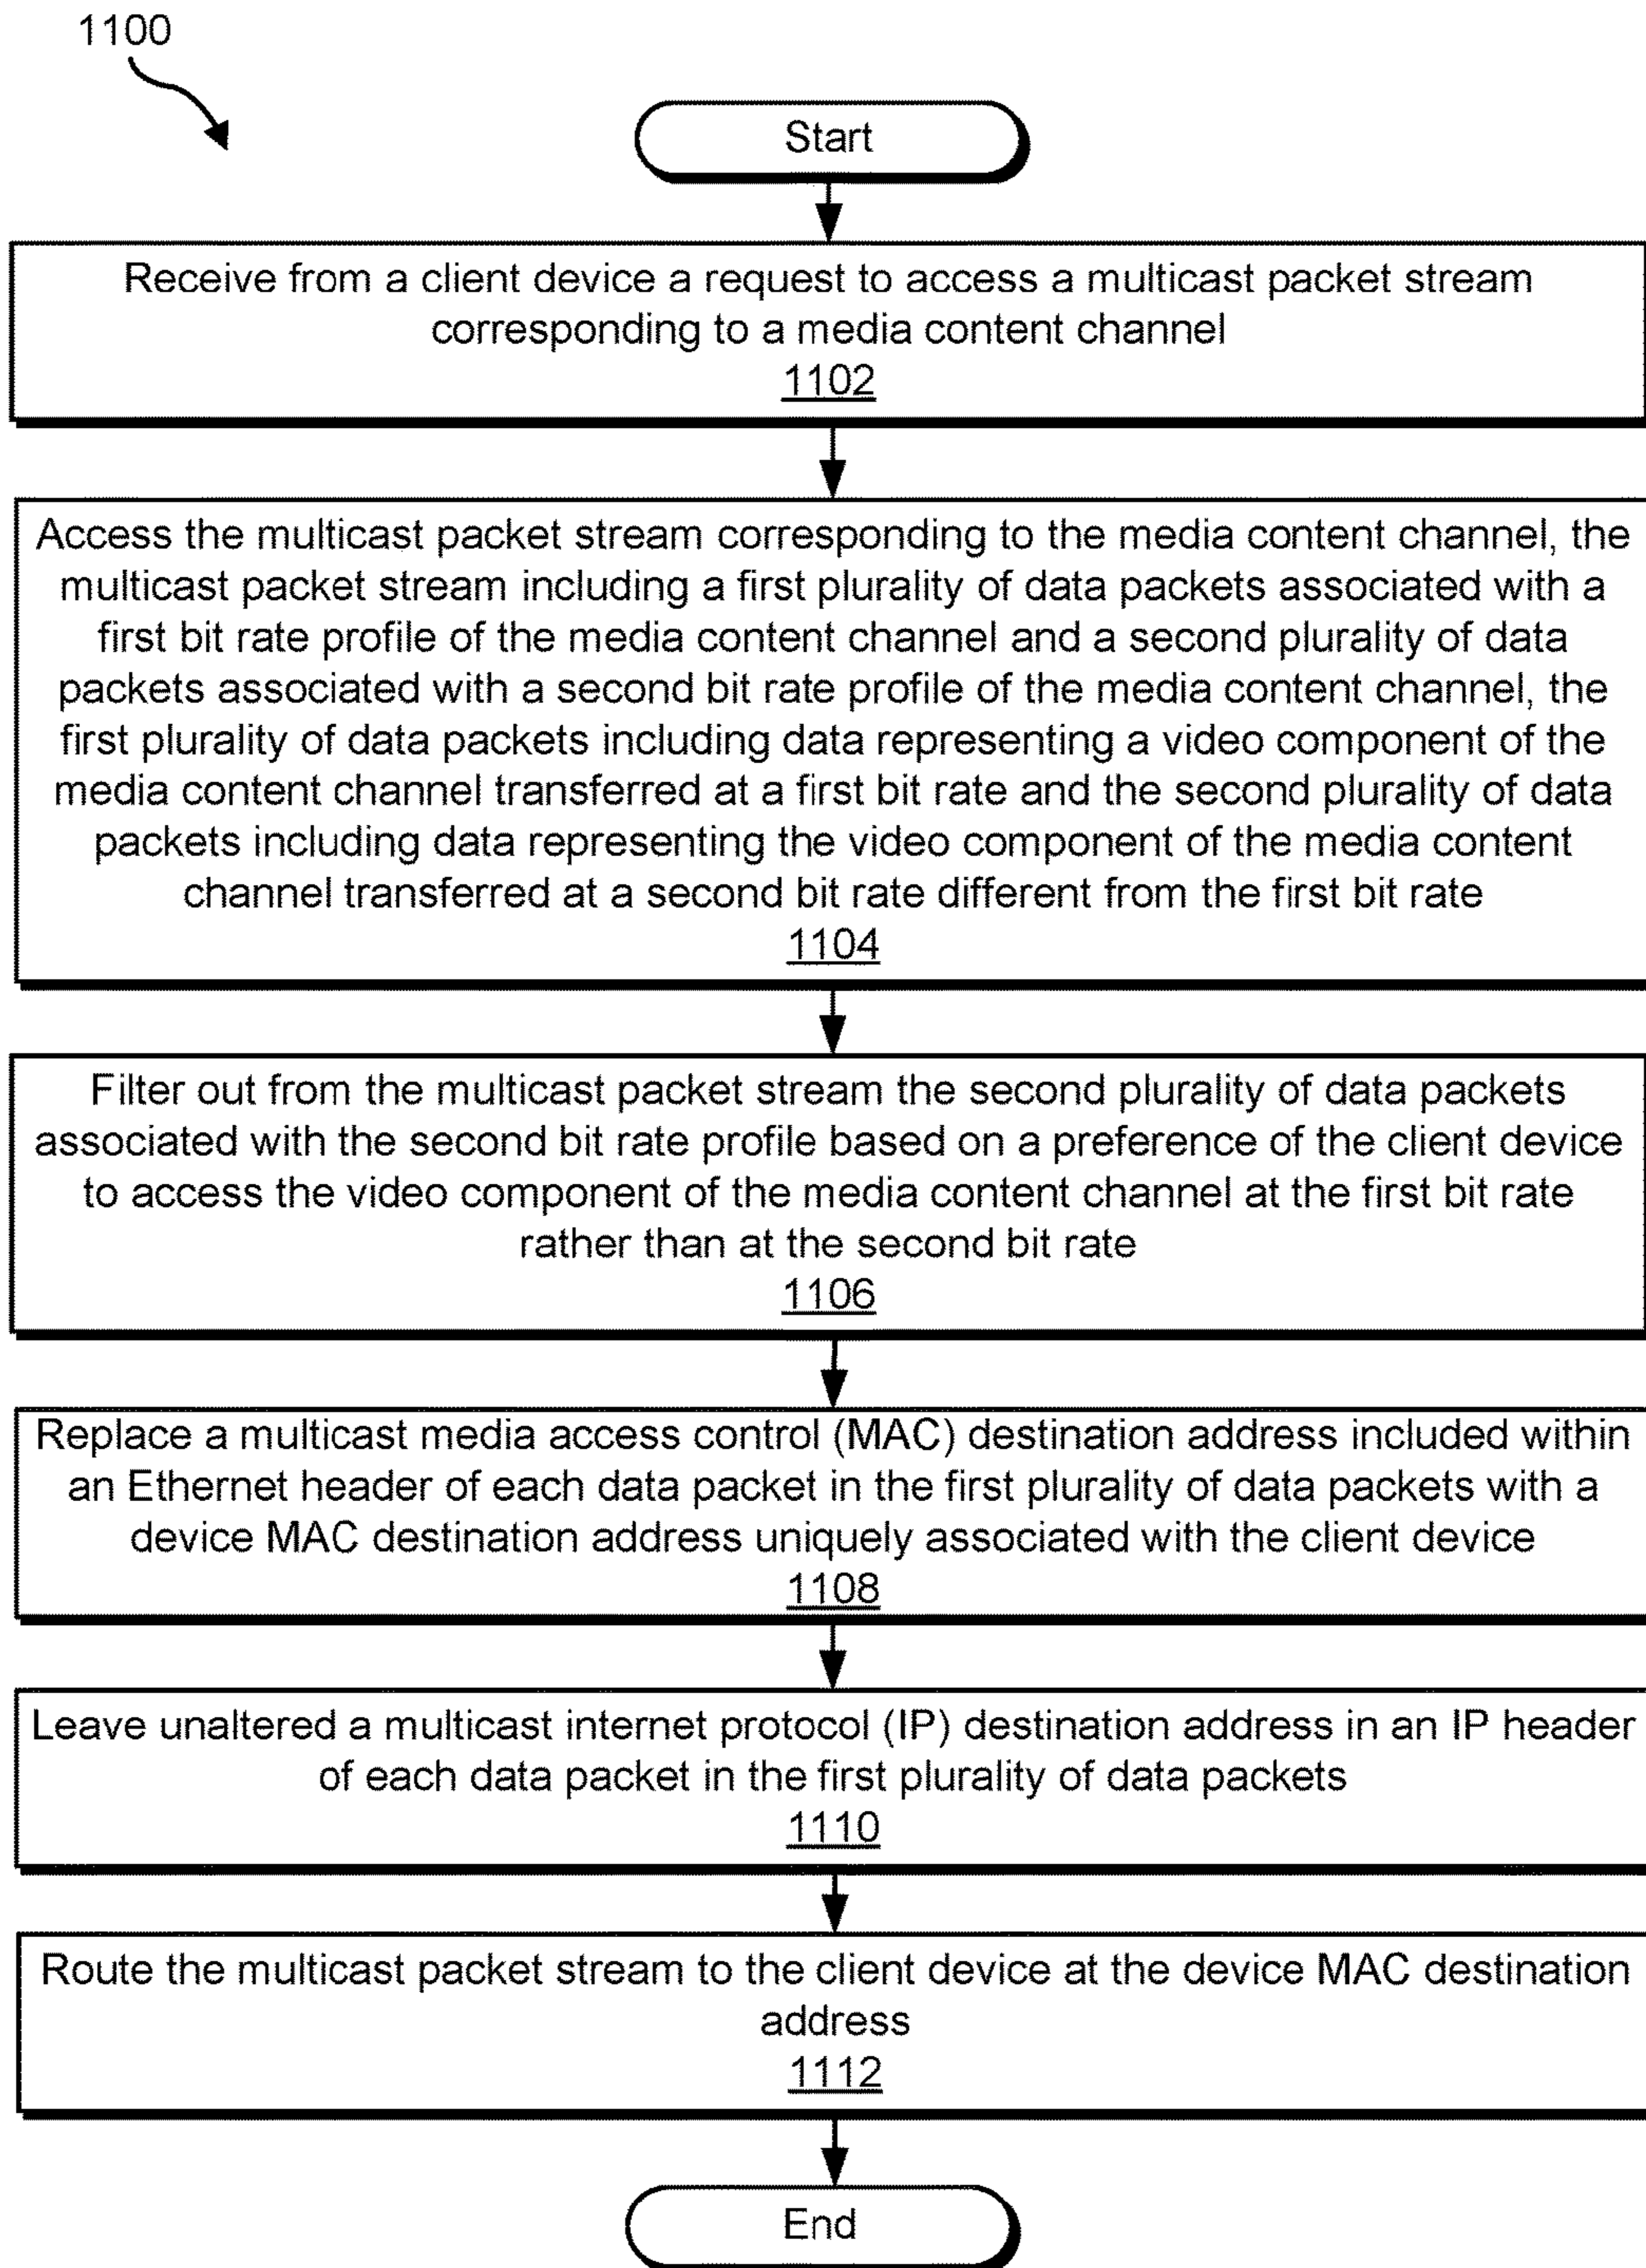 1100
Start
Receive from a client device a request to access a multicast packet stream
corresponding to a media content channel
1102
Access the multicast packet stream corresponding to the media content channel, the
multicast packet stream including a first plurality of data packets associated with a
first bit rate profile of the media content channel and a second plurality of data
packets associated with a second bit rate profile of the media content channel, the
first plurality of data packets including data representing a video component of the
media content channel transferred at a first bit rate and the second plurality of data
packets including data representing the video component of the media content
channel transferred at a second bit rate different from the first bit rate
1104
Filter out from the multicast packet stream the second plurality of data packets
associated with the second bit rate profile based on a preference of the client device
to access the video component of the media content channel at the first bit rate
rather than at the second bit rate
1106
Replace a multicast media access control (MAC) destination address included within
an Ethernet header of each data packet in the first plurality of data packets with a
device MAC destination address uniquely associated with the client device
1108
Leave unaltered a multicast internet protocol (IP) destination address in an IP header
of each data packet in the first plurality of data packets
1110
Route the multicast packet stream to the client device at the device MAC destination
address
1112
End